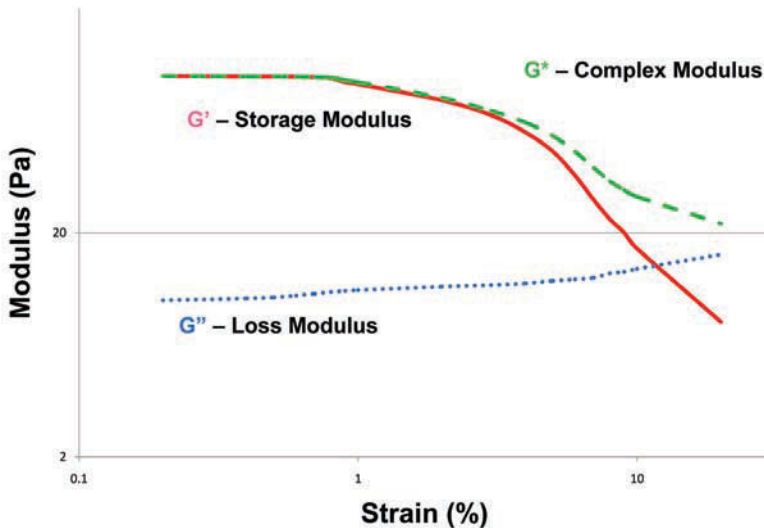 G* – Complex Modulus
G’ – Storage Modulus
Modulus (Pa)
20
G” – Loss Modulus
2
0.1
1
10
Strain (%)